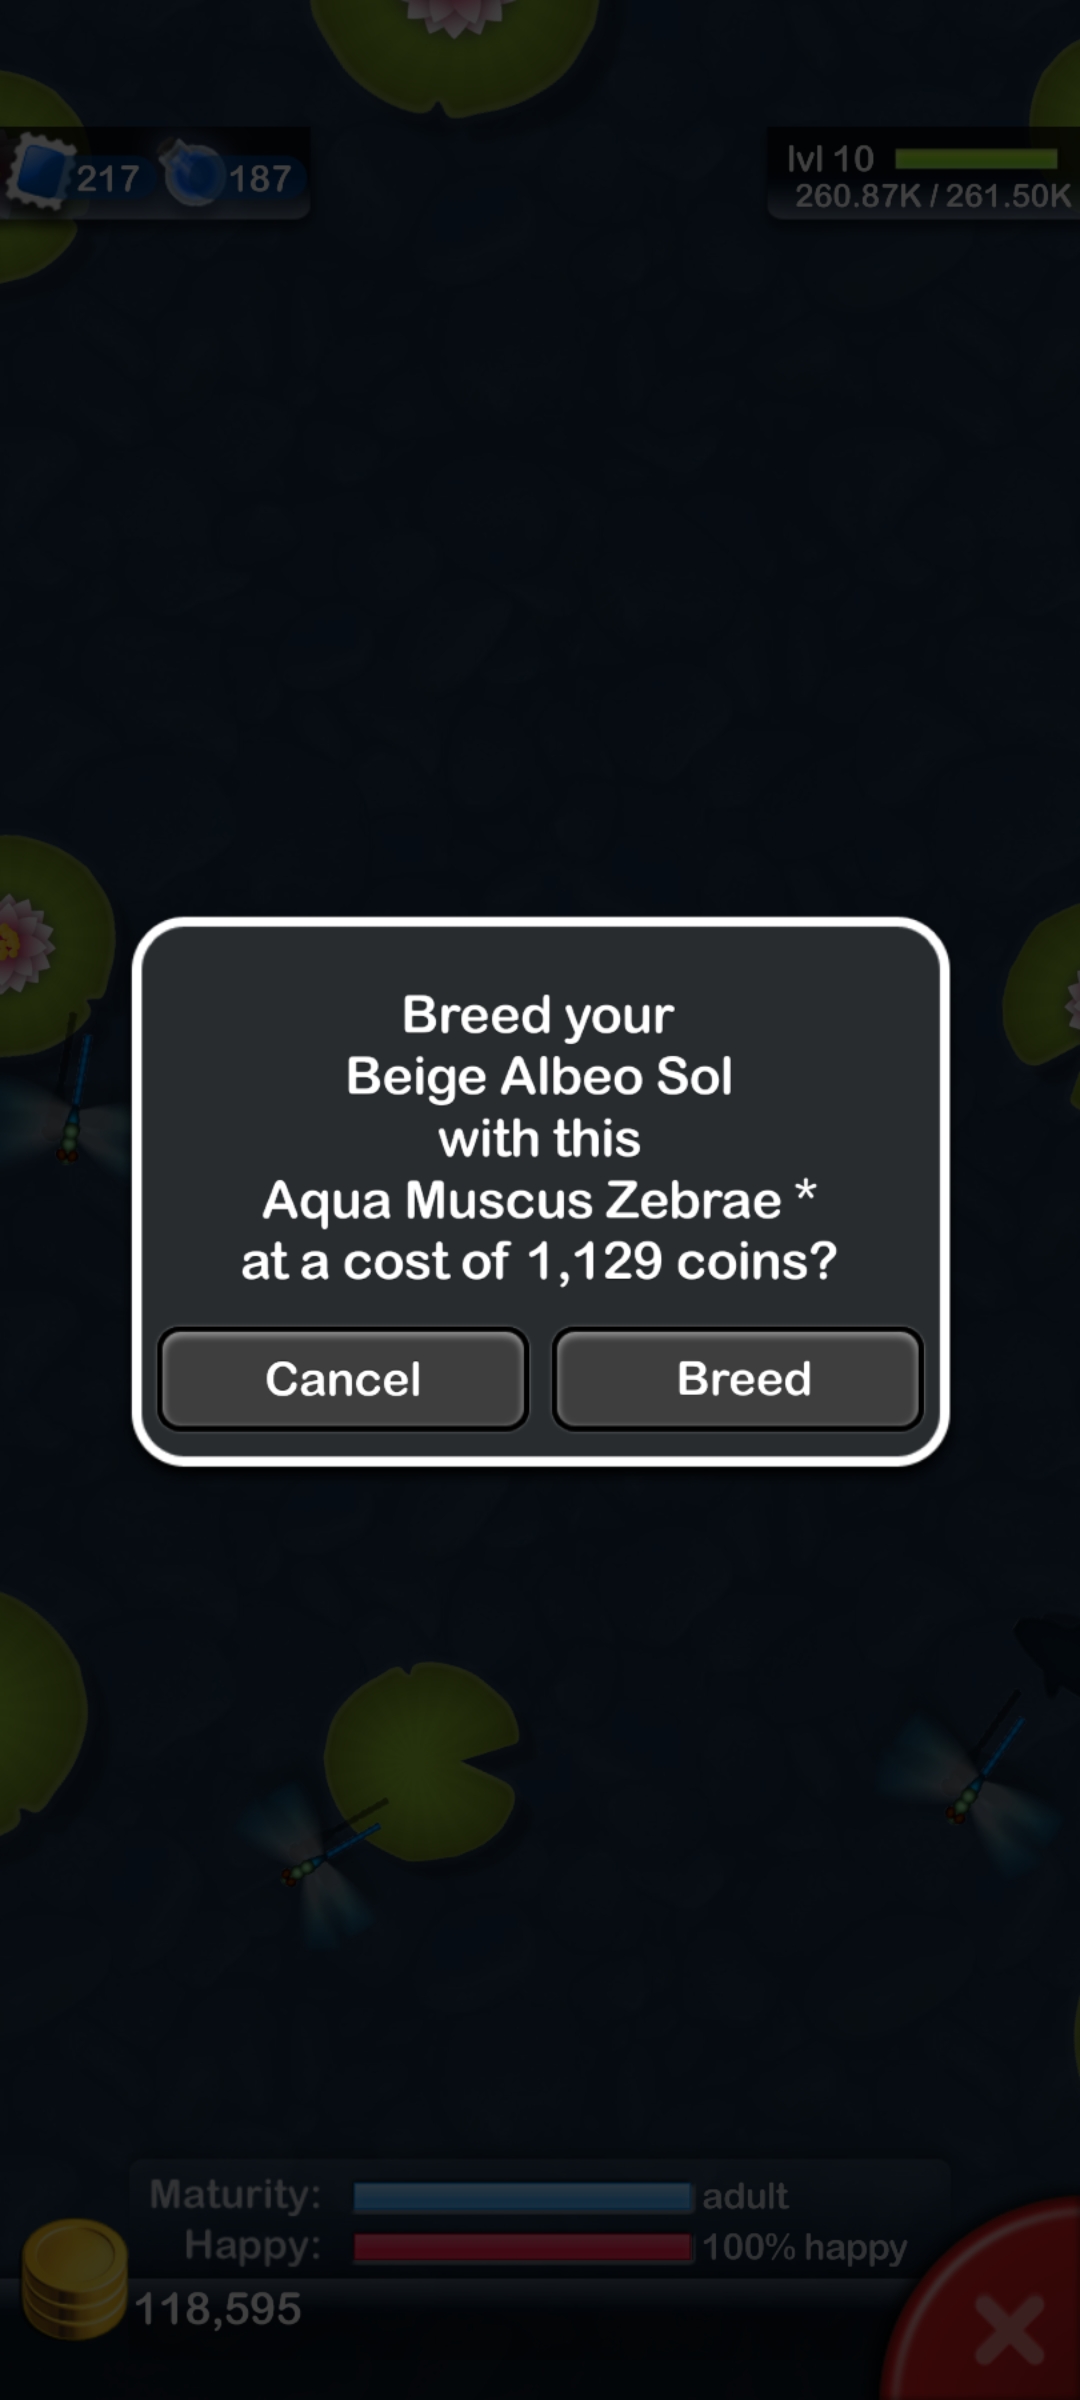 217 187
lvl 10
260.87K / 261.50K
Breed your
Beige Albeo Sol
with this
Aqua Muscus Zebrae *
at a cost of 1,129 coins?
Cancel Breed
Maturity: adult
Happy: 100% happy
118,595